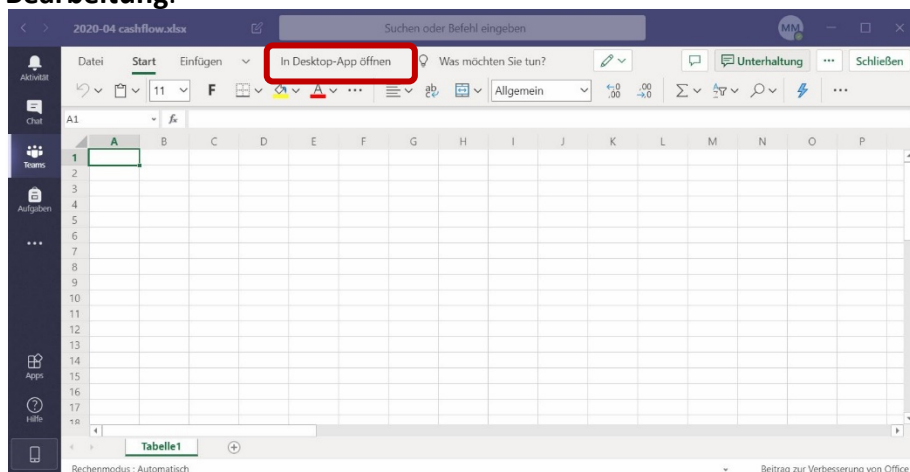 Bearbeitung:
2020-04 cashflow.xlsx
Suchen oder Befehl eingeben
MM
Aktivität
Chat
Teams
Aufgaben
Apps
Hilfe
Datei Start Einfügen In Desktop-App öffnen Was möchten Sie tun? Unterhaltung Schließen
11 F A ab Allgemein ,00 ,00
A1 fx
A B C D E F G H I J K L M N O P
1
2
3
4
5
6
7
8
9
10
11
12
13
14
15
16
17
18
Tabelle1
Rechenmodus : Automatisch Beitrag zur Verbesserung von Office